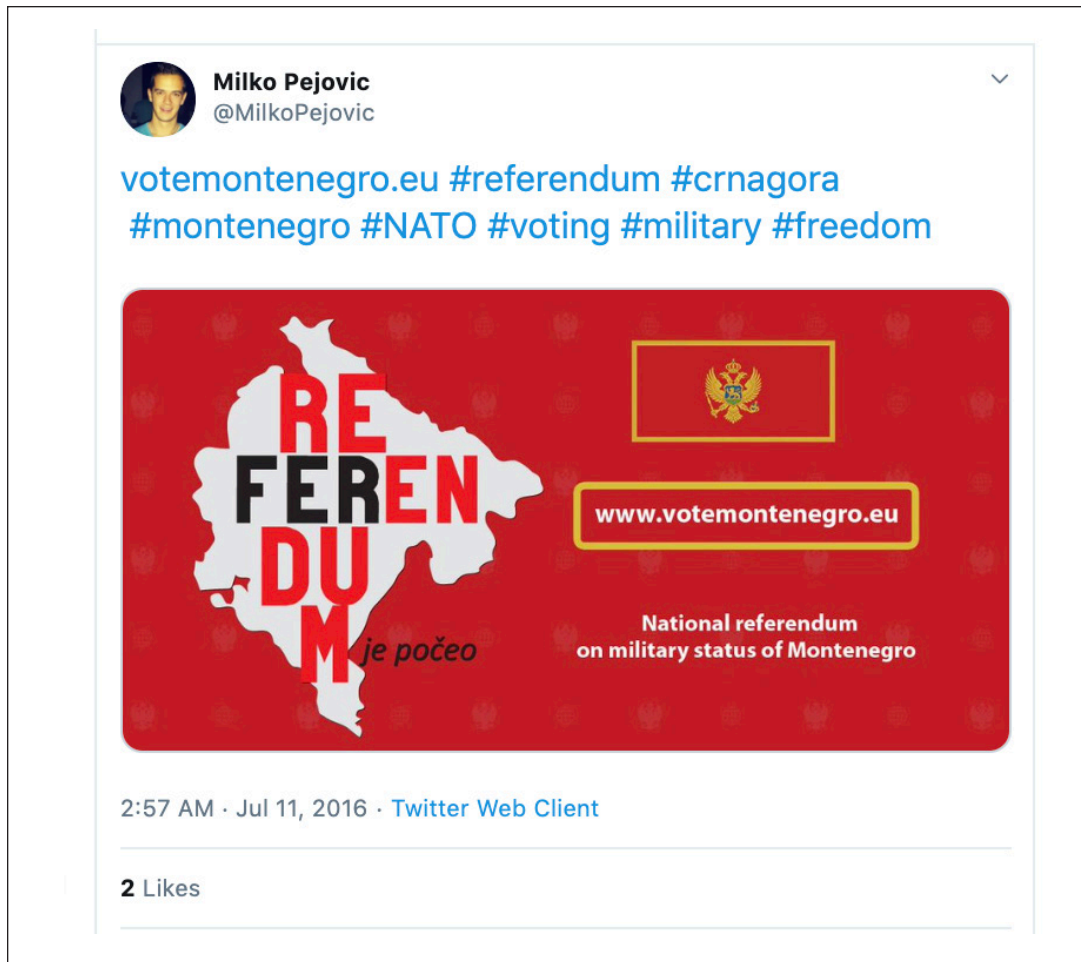 Milko Pejovic
@MilkoPejovic
votemontenegro.eu #referendum #crnagora
#montenegro #NATO #voting #military #freedom
RE
FEREN
DU
M je počeo
www.votemontenegro.eu
National referendum
on military status of Montenegro
2:57 AM · Jul 11, 2016 · Twitter Web Client
2 Likes